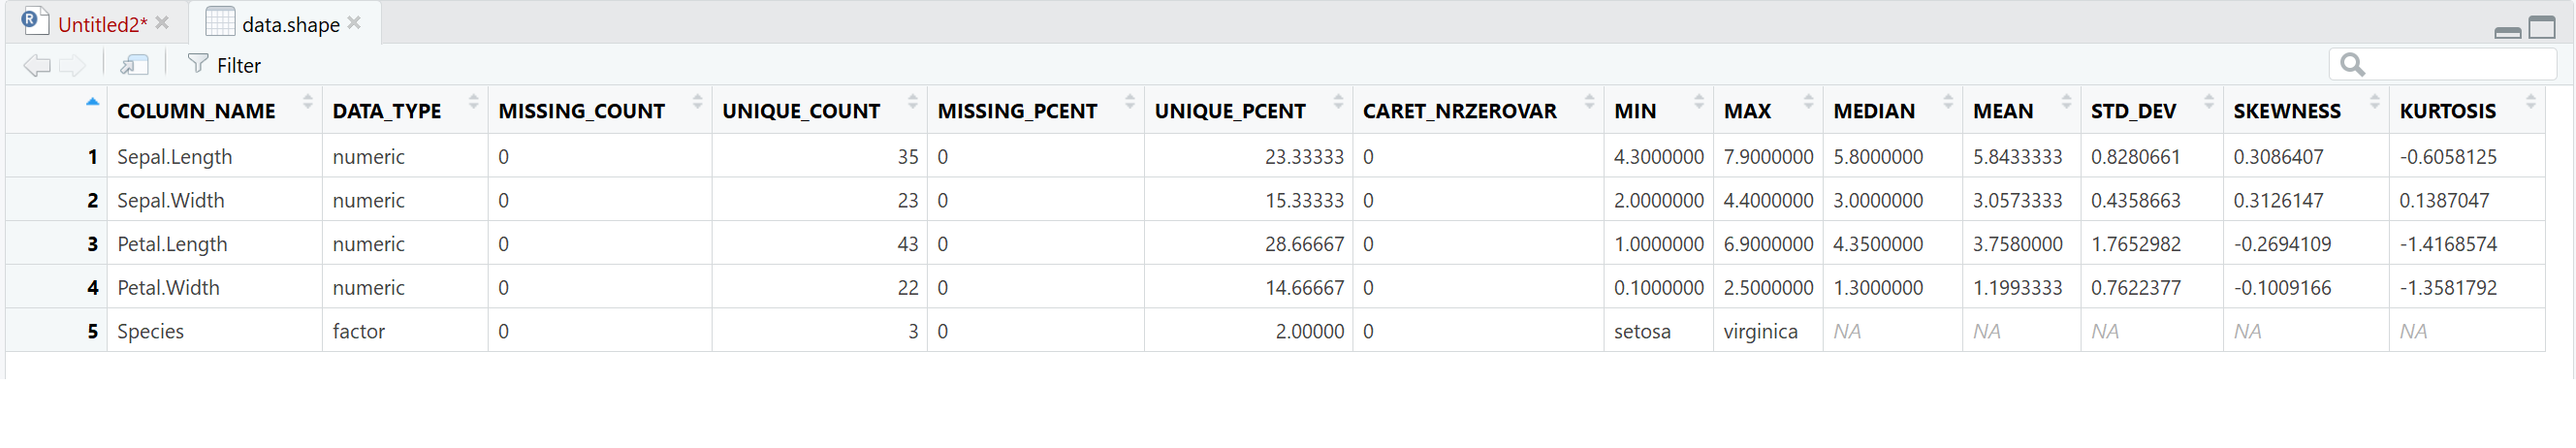 Untitled2* data.shape
Filter
COLUMN_NAME DATA_TYPE MISSING_COUNT UNIQUE_COUNT MISSING_PCENT UNIQUE_PCENT CARET_NRZEROVAR MIN MAX MEDIAN MEAN STD_DEV SKEWNESS KURTOSIS
1 Sepal.Length numeric 0 35 0 23.33333 0 4.3000000 7.9000000 5.8000000 5.8433333 0.8280661 0.3086407 -0.6058125
2 Sepal.Width numeric 0 23 0 15.33333 0 2.0000000 4.4000000 3.0000000 3.0573333 0.4358663 0.3126147 0.1387047
3 Petal.Length numeric 0 43 0 28.66667 0 1.0000000 6.9000000 4.3500000 3.7580000 1.7652982 -0.2694109 -1.4168574
4 Petal.Width numeric 0 22 0 14.66667 0 0.1000000 2.5000000 1.3000000 1.1993333 0.7622377 -0.1009166 -1.3581792
5 Species factor 0 3 0 2.00000 0 setosa virginica NA NA NA NA NA